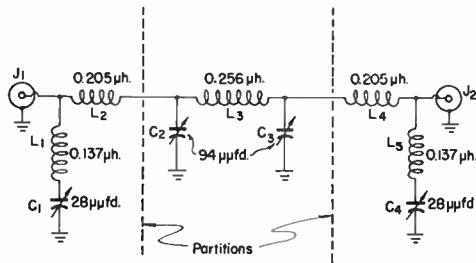 J1
0.205 μh.
L2
0.256 μh.
L3
0.205 μh.
L4
J2
L1
0.137 μh.
C1
28 μμfd.
C2
94 μμfd.
C3
L5
0.137 μh.
C4
28 μμfd.
Partitions